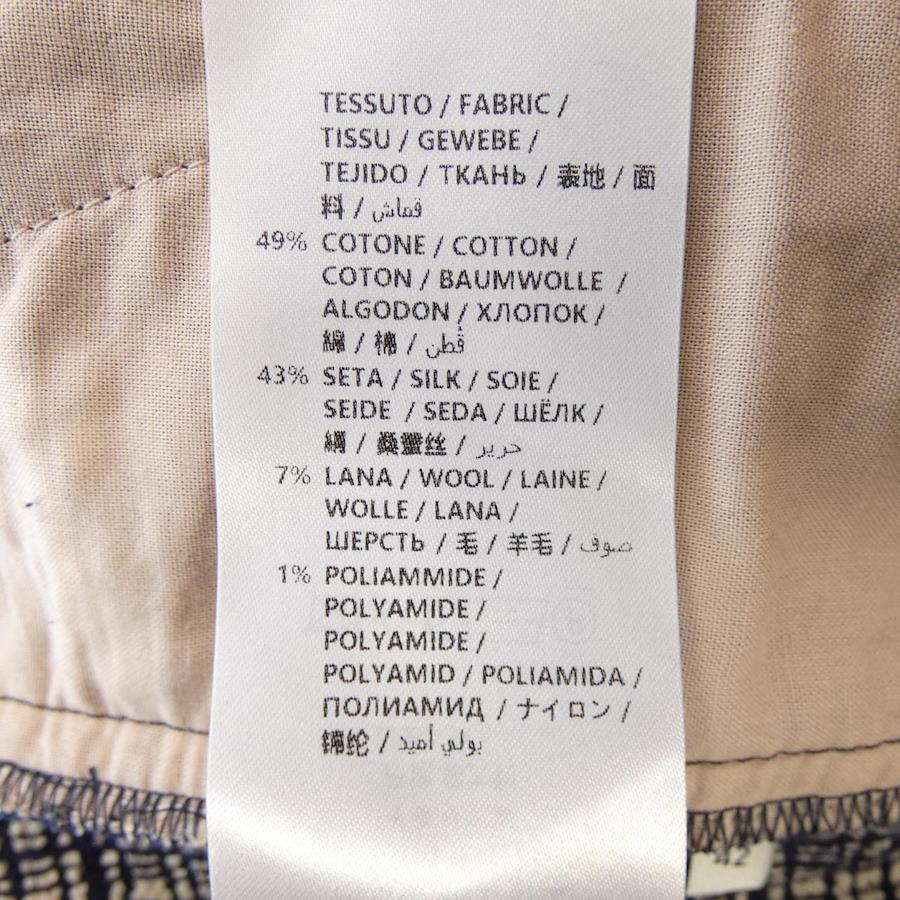 TESSUTO / FABRIC /
TISSU / GEWEBE /
TEJIDO / ТКАНЬ / 表地 / 面
料 / قماش
49% COTONE / COTTON /
COTON / BAUMWOLLE /
ALGODON / ХЛОПОК /
綿 / 棉 / قُطن
43% SETA / SILK / SOIE /
SEIDE / SEDA / ШЁЛК /
絹 / 桑蠶丝 / حرير
7% LANA / WOOL / LAINE /
WOLLE / LANA /
ШЕРСТЬ / 毛 / 羊毛 / صوف
1% POLIAMMIDE /
POLYAMIDE /
POLYAMIDE /
POLYAMID / POLIAMIDA /
ПОЛИАМИД / ナイロン /
锦纶 / بولي أميد
42